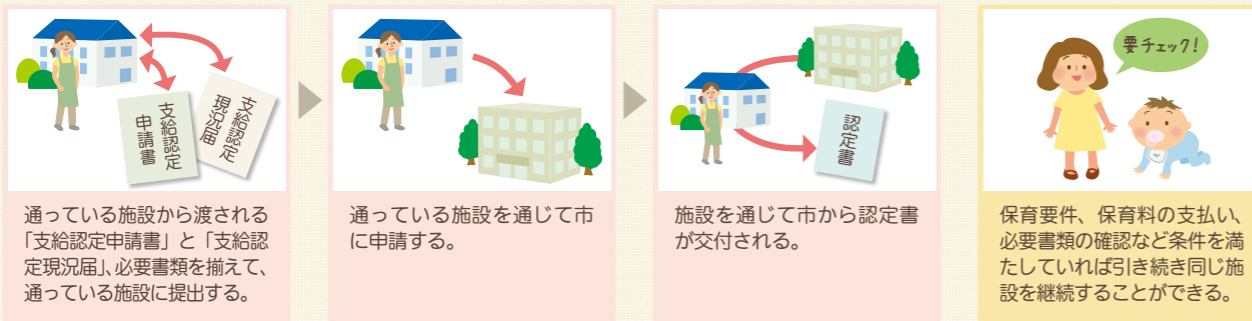 支給認定
申請書
支給認定
現況届
通っている施設から渡される
「支給認定申請書」と「支給認
定現況届」、必要書類を揃えて、
通っている施設に提出する。
通っている施設を通じて市
に申請する。
認定書
施設を通じて市から認定書
が交付される。
要チェック!
保育要件、保育料の支払い、
必要書類の確認など条件を満
たしていれば引き続き同じ施
設を継続することができる。